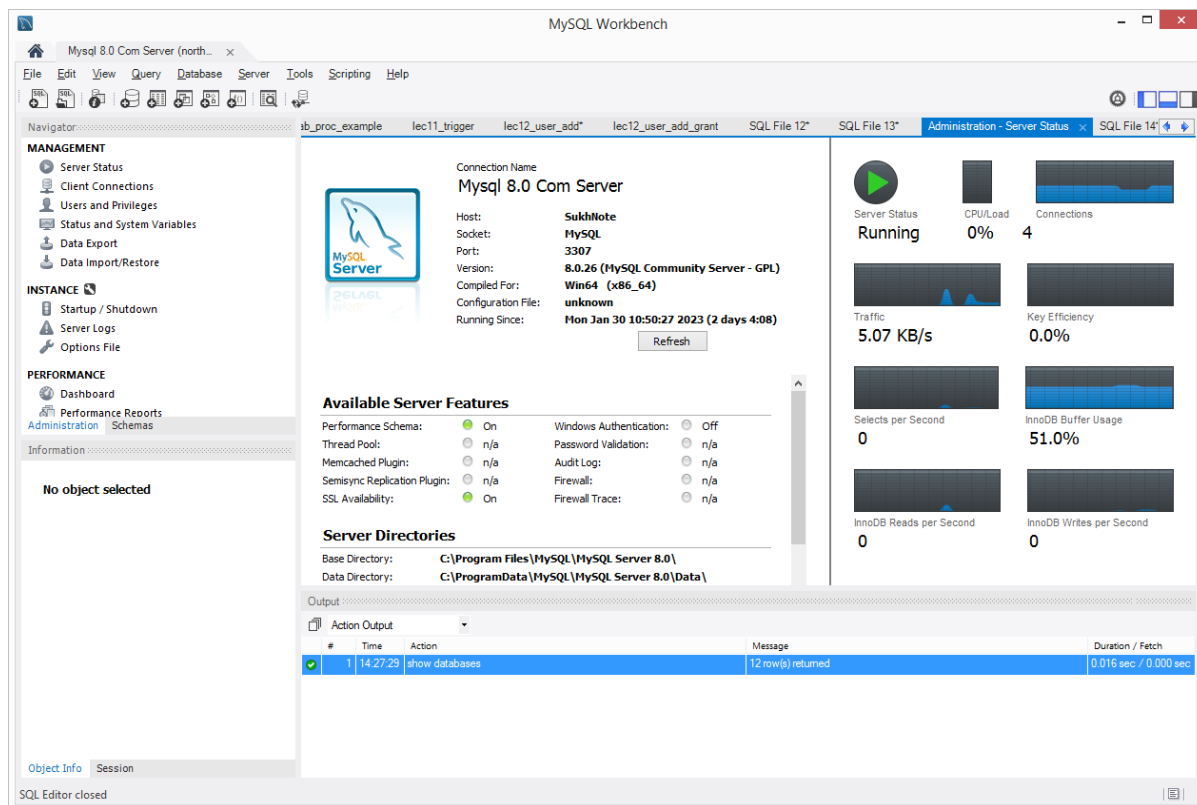 MySQL Workbench
Mysql 8.0 Com Server (north...
File Edit View Query Database Server Tools Scripting Help
Navigator
MANAGEMENT
Server Status
Client Connections
Users and Privileges
Status and System Variables
Data Export
Data Import/Restore
INSTANCE
Startup / Shutdown
Server Logs
Options File
PERFORMANCE
Dashboard
Performance Reports
Administration Schemas
Information
No object selected
Object Info Session
SQL Editor closed
ab_proc_example lec11_trigger lec12_user_add* lec12_user_add_grant SQL File 12* SQL File 13* Administration - Server Status SQL File 14*
MySQL
Server
Connection Name
Mysql 8.0 Com Server
Host: SukhNote
Socket: MySQL
Port: 3307
Version: 8.0.26 (MySQL Community Server - GPL)
Compiled For: Win64 (x86_64)
Configuration File: unknown
Running Since: Mon Jan 30 10:50:27 2023 (2 days 4:08)
Refresh
Available Server Features
Performance Schema: On Windows Authentication: Off
Thread Pool: n/a Password Validation: n/a
Memcached Plugin: n/a Audit Log: n/a
Semisync Replication Plugin: n/a Firewall: n/a
SSL Availability: On Firewall Trace: n/a
Server Directories
Base Directory: C:\Program Files\MySQL\MySQL Server 8.0\
Data Directory: C:\ProgramData\MySQL\MySQL Server 8.0\Data\
Server Status CPU/Load Connections
Running 0% 4
Traffic Key Efficiency
5.07 KB/s 0.0%
Selects per Second InnoDB Buffer Usage
0 51.0%
InnoDB Reads per Second InnoDB Writes per Second
0 0
Output
Action Output
# Time Action Message Duration / Fetch
1 14:27:29 show databases 12 row(s) returned 0.016 sec / 0.000 sec